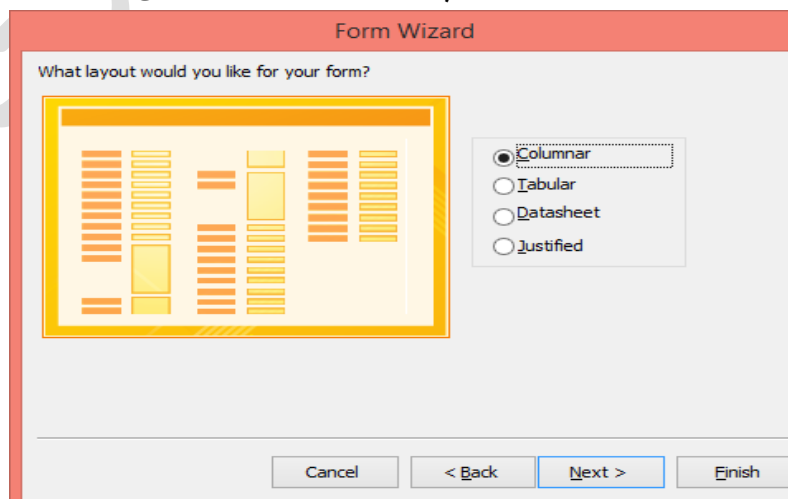 Form Wizard
What layout would you like for your form?
Columnar
Tabular
Datasheet
Justified
Cancel
< Back
Next >
Finish